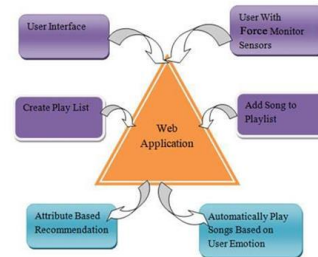 User Interface
User With
Force Monitor
Sensors
Create Play List
Add Song to
Playlist
Web
Application
Attribute Based
Recommendation
Automatically Play
Songs Based on
User Emotion